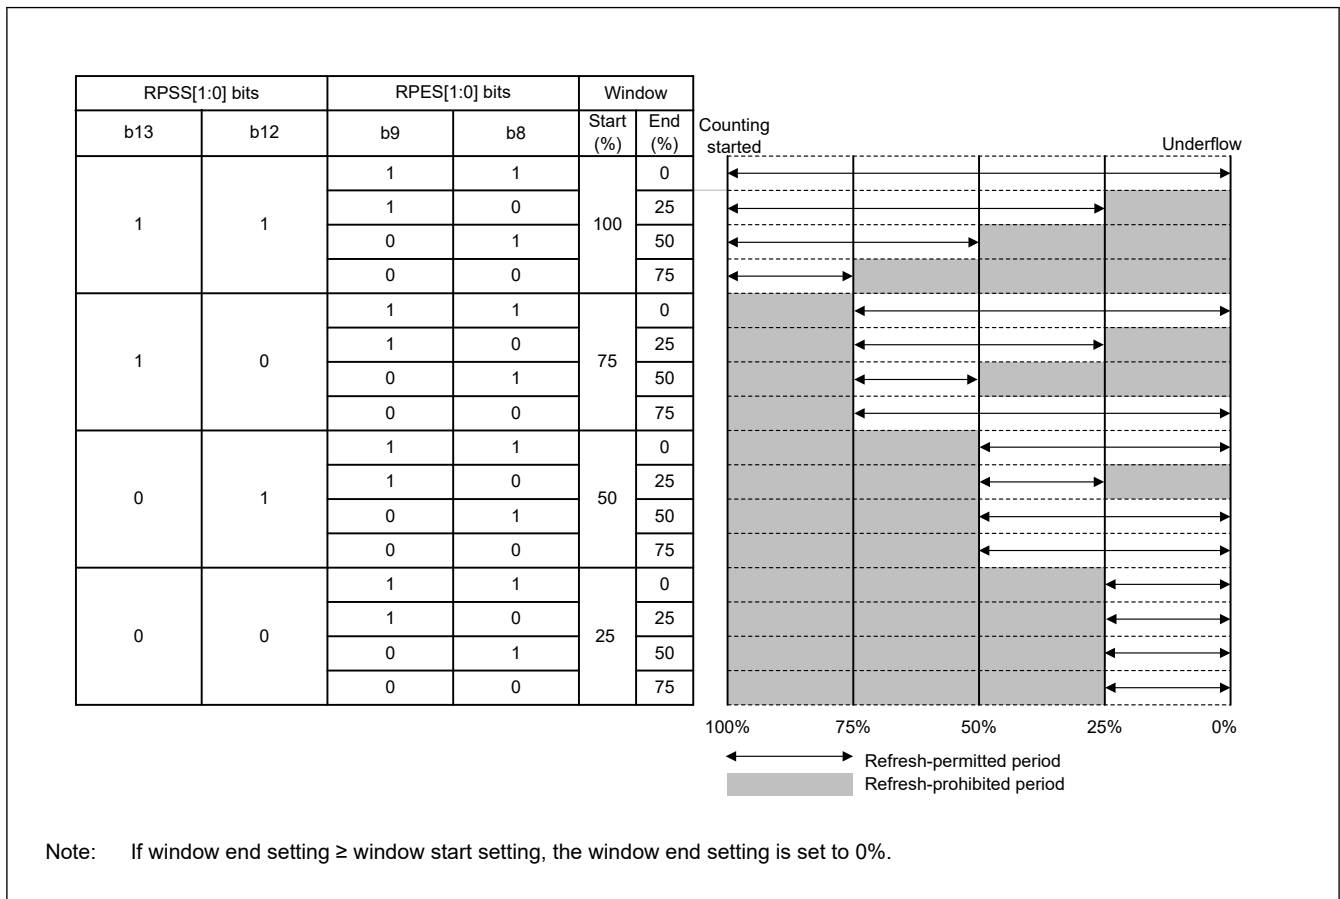 RPSS[1:0] bits RPES[1:0] bits Window
b13 b12 b9 b8 Start (%) End (%) Counting started Underflow
1 1 0
1 0 25
1 1 100
0 1 50
0 0 75
1 1 0
1 0 25
1 0 75
0 1 50
0 0 75
1 1 0
1 0 25
0 1 50
0 1 50
0 0 75
1 1 0
1 0 25
0 0 25
0 1 50
0 0 75
100% 75% 50% 25% 0%
Refresh-permitted period
Refresh-prohibited period
Note: If window end setting ≥ window start setting, the window end setting is set to 0%.